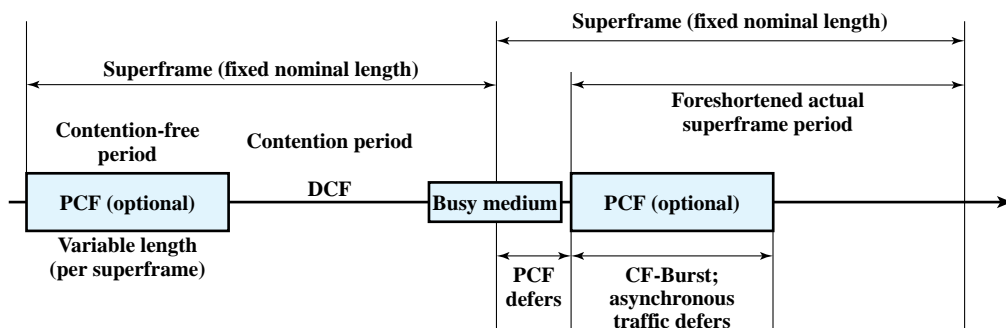 Superframe (fixed nominal length)
Superframe (fixed nominal length)
Foreshortened actual
superframe period
Contention-free
period
Contention period
PCF (optional)
DCF
Busy medium
PCF (optional)
Variable length
(per superframe)
PCF
defers
CF-Burst;
asynchronous
traffic defers